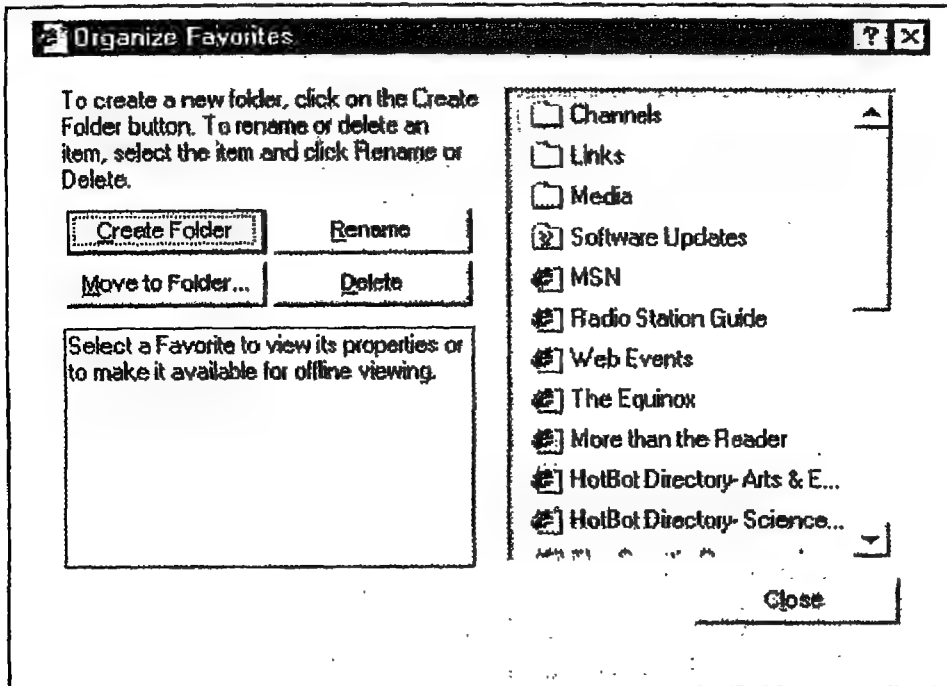 Organize Favorites
To create a new folder, click on the Create
Folder button. To rename or delete an
item, select the item and click Rename or
Delete.
Create Folder
Rename
Move to Folder...
Delete
Select a Favorite to view its properties or
to make it available for offline viewing.
Channels
Links
Media
Software Updates
MSN
Radio Station Guide
Web Events
The Equinox
More than the Reader
HotBot Directory- Arts & E...
HotBot Directory- Science...
Close